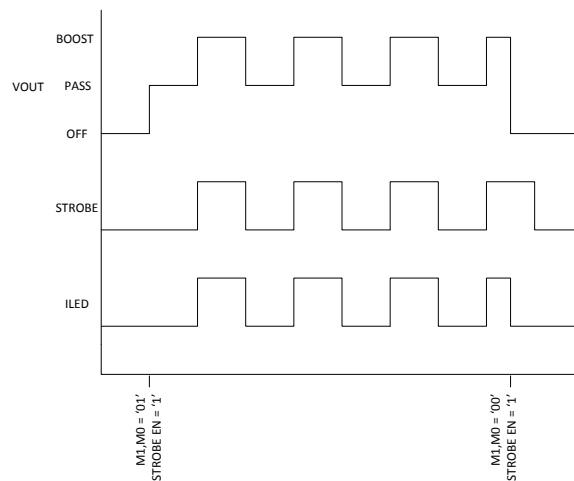 BOOST
VOUT PASS
OFF
STROBE
ILED
M1,M0 = ‘01’
STROBE EN = ‘1’
M1,M0 = ‘00’
STROBE EN = ‘1’